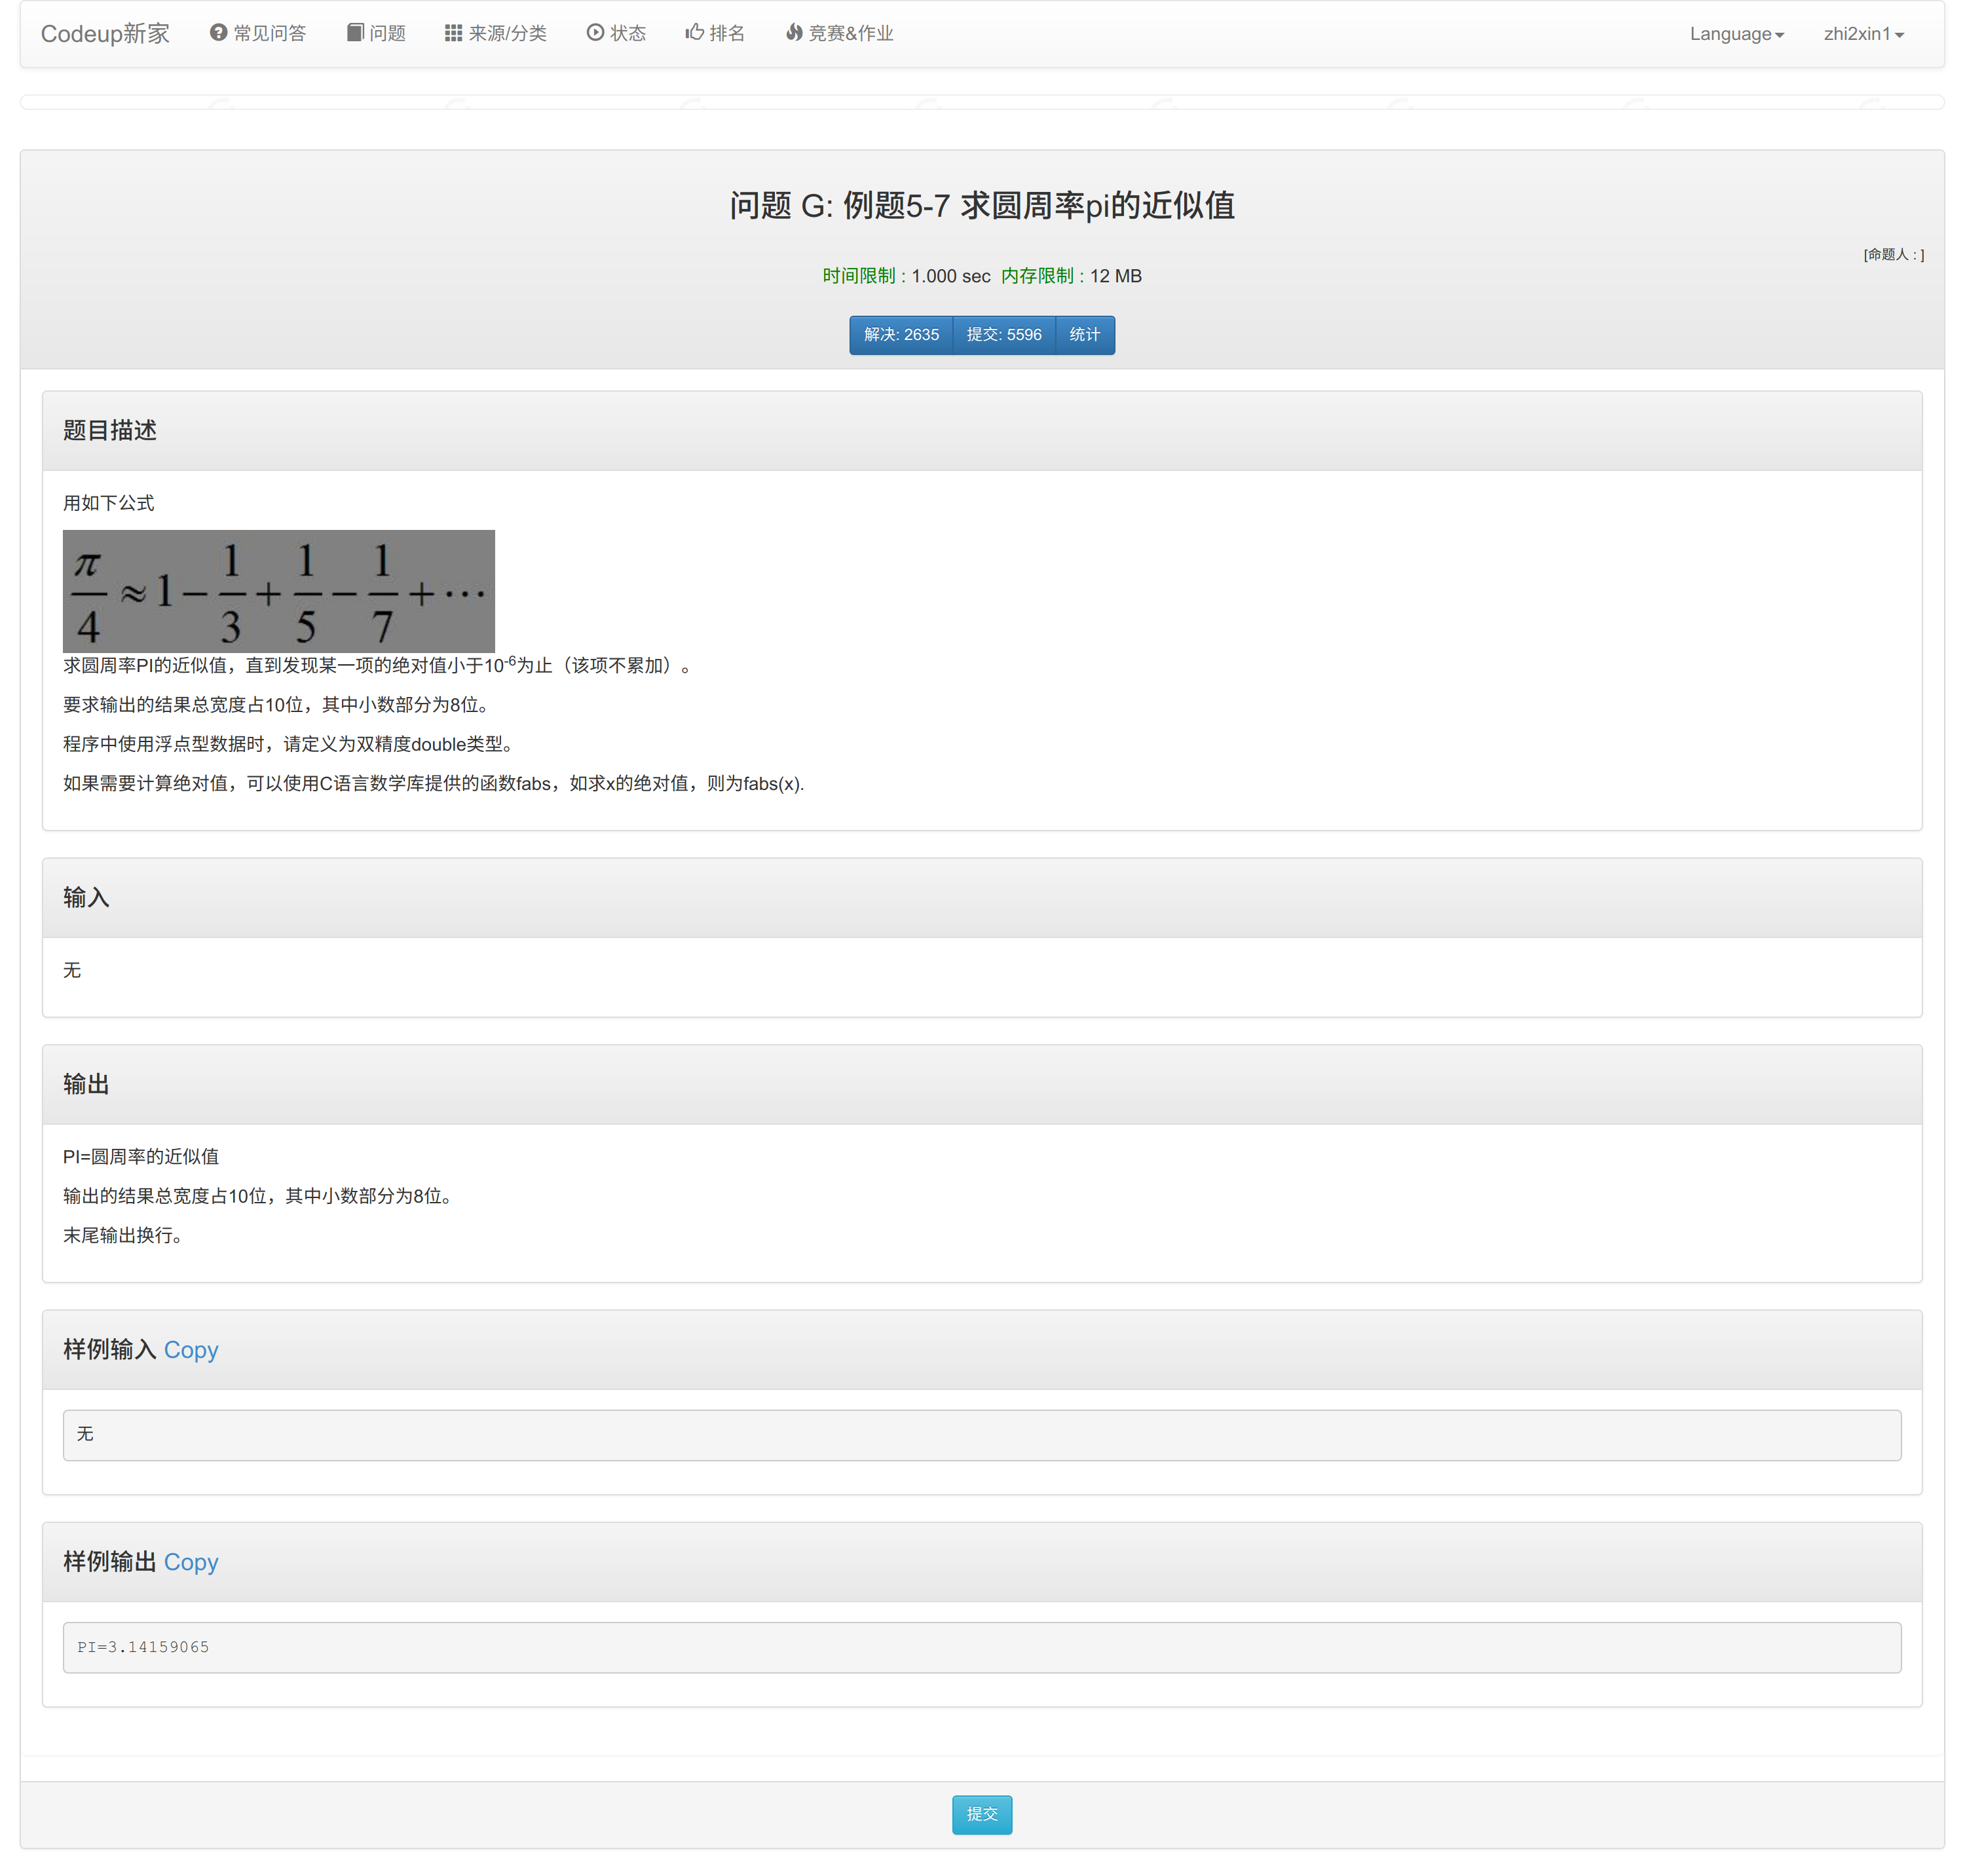 Codeup新家 常见问答 问题 来源/分类 状态 排名 竞赛&作业 Language zhi2xin1
问题 G: 例题5-7 求圆周率pi的近似值
[命题人 : ]
时间限制 : 1.000 sec 内存限制 : 12 MB
解决: 2635 提交: 5596 统计
题目描述
用如下公式
π/4 ≈ 1 − 1/3 + 1/5 − 1/7 + ⋯
求圆周率PI的近似值，直到发现某一项的绝对值小于10^-6为止（该项不累加）。
要求输出的结果总宽度占10位，其中小数部分为8位。
程序中使用浮点型数据时，请定义为双精度double类型。
如果需要计算绝对值，可以使用C语言数学库提供的函数fabs，如求x的绝对值，则为fabs(x).
输入
无
输出
PI=圆周率的近似值
输出的结果总宽度占10位，其中小数部分为8位。
末尾输出换行。
样例输入 Copy
无
样例输出 Copy
PI=3.14159065
提交